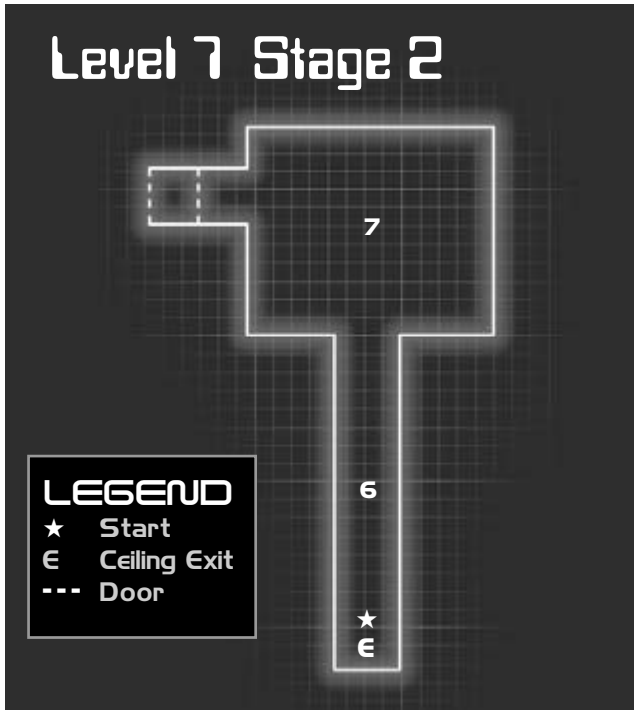 Level 7 Stage 2
7
6
★
E
LEGEND
★ Start
E Ceiling Exit
--- Door